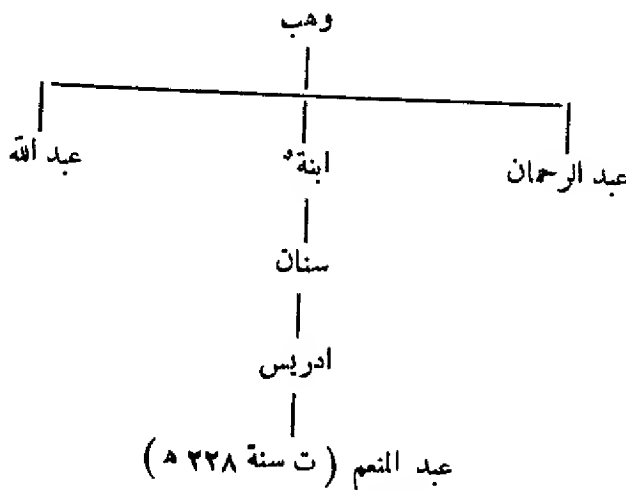 وهب
عبد الرحمان ابنةٌ عبد الله
سنان
ادريس
عبد المنعم ( ت سنة ٢٢٨ ه )